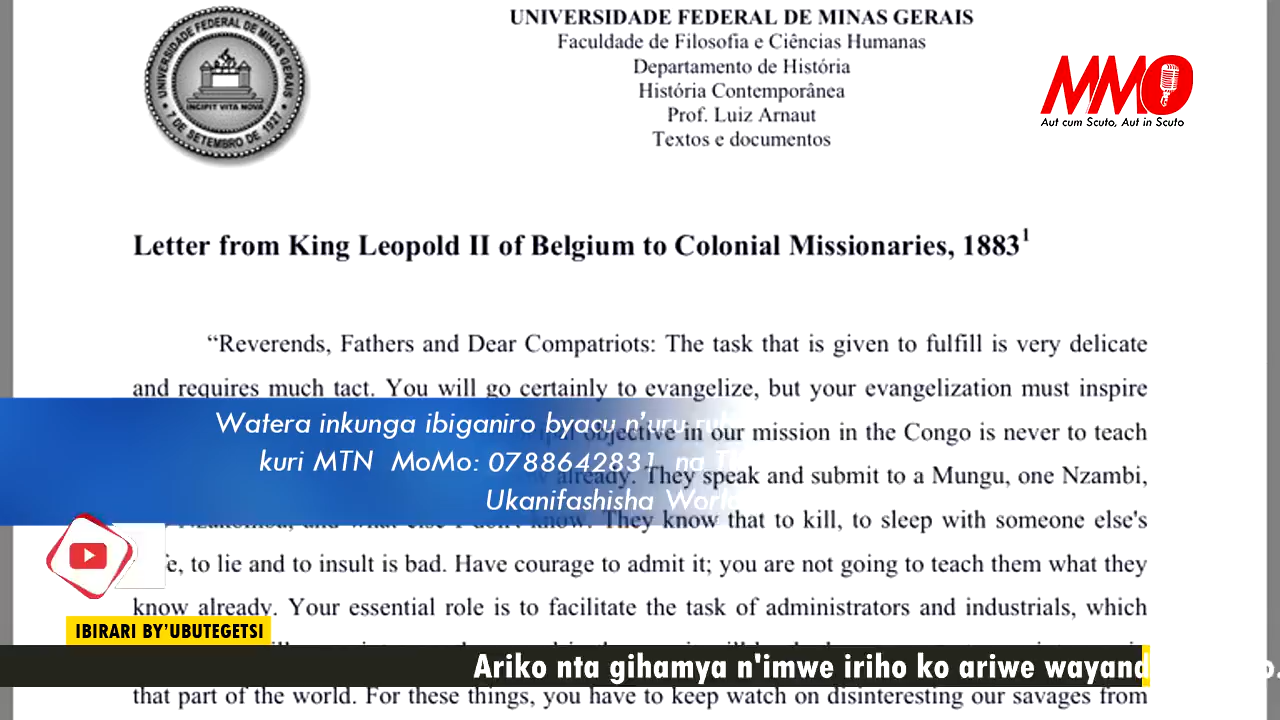 UNIVERSIDADE FEDERAL DE MINAS GERAIS
Faculdade de Filosofia e Ciências Humanas
Departamento de História
História Contemporânea
Prof. Luiz Arnaut
Textos e documentos
UNIVERSIDADE FEDERAL DE MINAS GERAIS
INCIPIT VITA NOVA
7 DE SETEMBRO DE 1927
MMO
Aut cum Scuto, Aut in Scuto
Letter from King Leopold II of Belgium to Colonial Missionaries, 1883¹
“Reverends, Fathers and Dear Compatriots: The task that is given to fulfill is very delicate
and requires much tact. You will go certainly to evangelize, but your evangelization must inspire
objective in our mission in the Congo is never to teach
already. They speak and submit to a Mungu, one Nzambi,
and what else I don't know. They know that to kill, to sleep with someone else's
to lie and to insult is bad. Have courage to admit it; you are not going to teach them what they
know already. Your essential role is to facilitate the task of administrators and industrials, which
that part of the world. For these things, you have to keep watch on disinteresting our savages from
Watera inkunga ibiganiro byacu n’uru
kuri MTN MoMo: 0788642831 na
Ukanifashisha
IBIRARI BY’UBUTEGETSI
Ariko nta gihamya n'imwe iriho ko ariwe